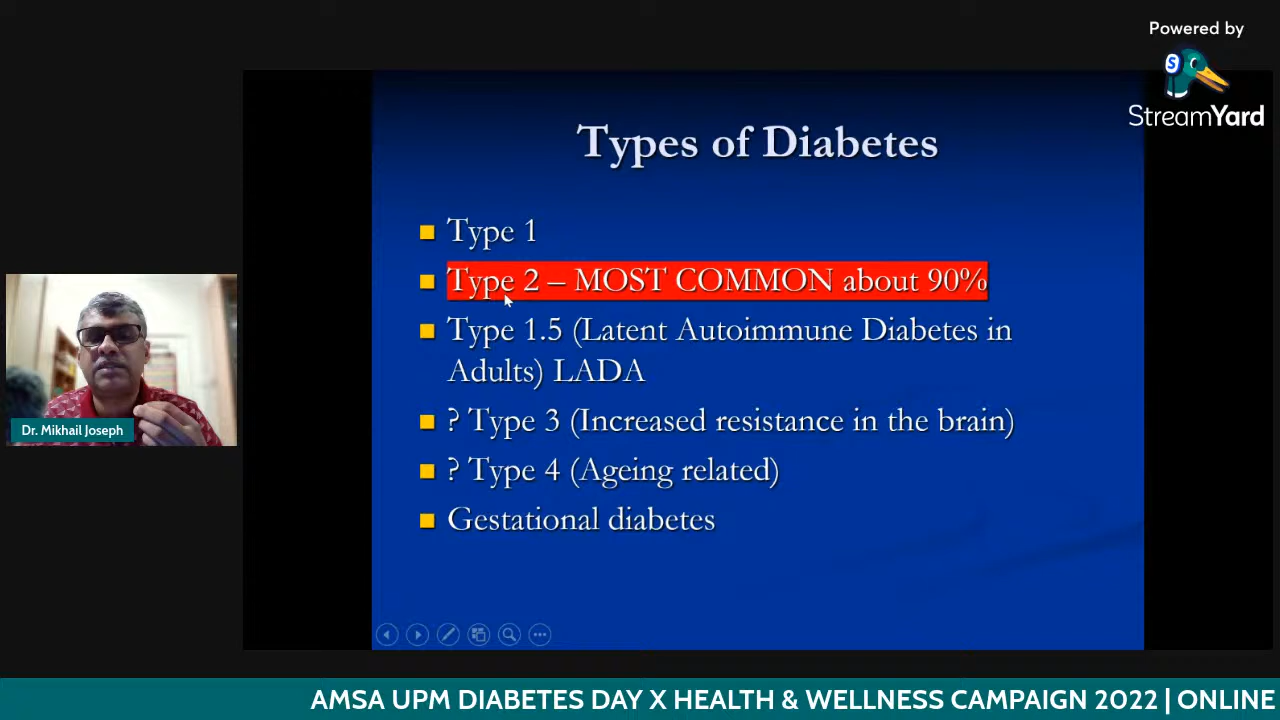 Powered by
S
StreamYard
Types of Diabetes
Type 1
Type 2 – MOST COMMON about 90%
Type 1.5 (Latent Autoimmune Diabetes in
Adults) LADA
? Type 3 (Increased resistance in the brain)
? Type 4 (Ageing related)
Gestational diabetes
Dr. Mikhail Joseph
AMSA UPM DIABETES DAY X HEALTH & WELLNESS CAMPAIGN 2022 | ONLINE